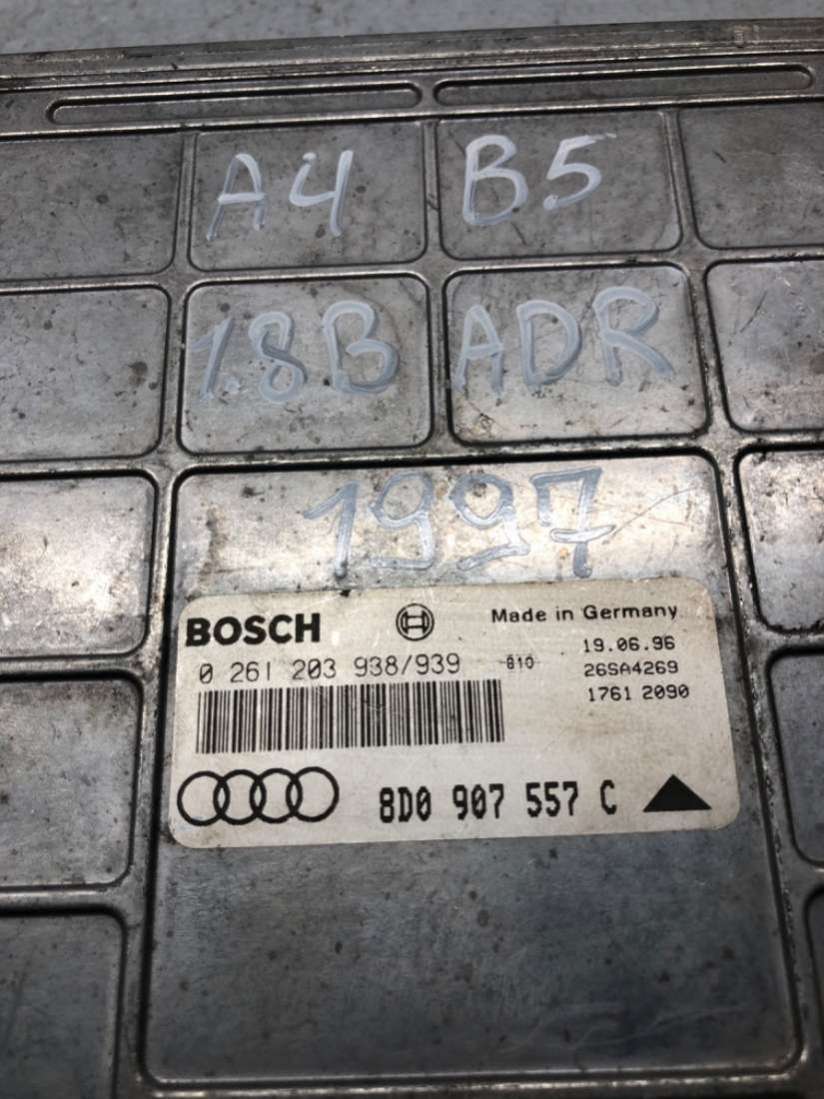 A4 B5
1.8B ADR
1997
BOSCH Made in Germany
0 261 203 938/939 010 19.06.96
26SA4269
1761 2090
8D0 907 557 C